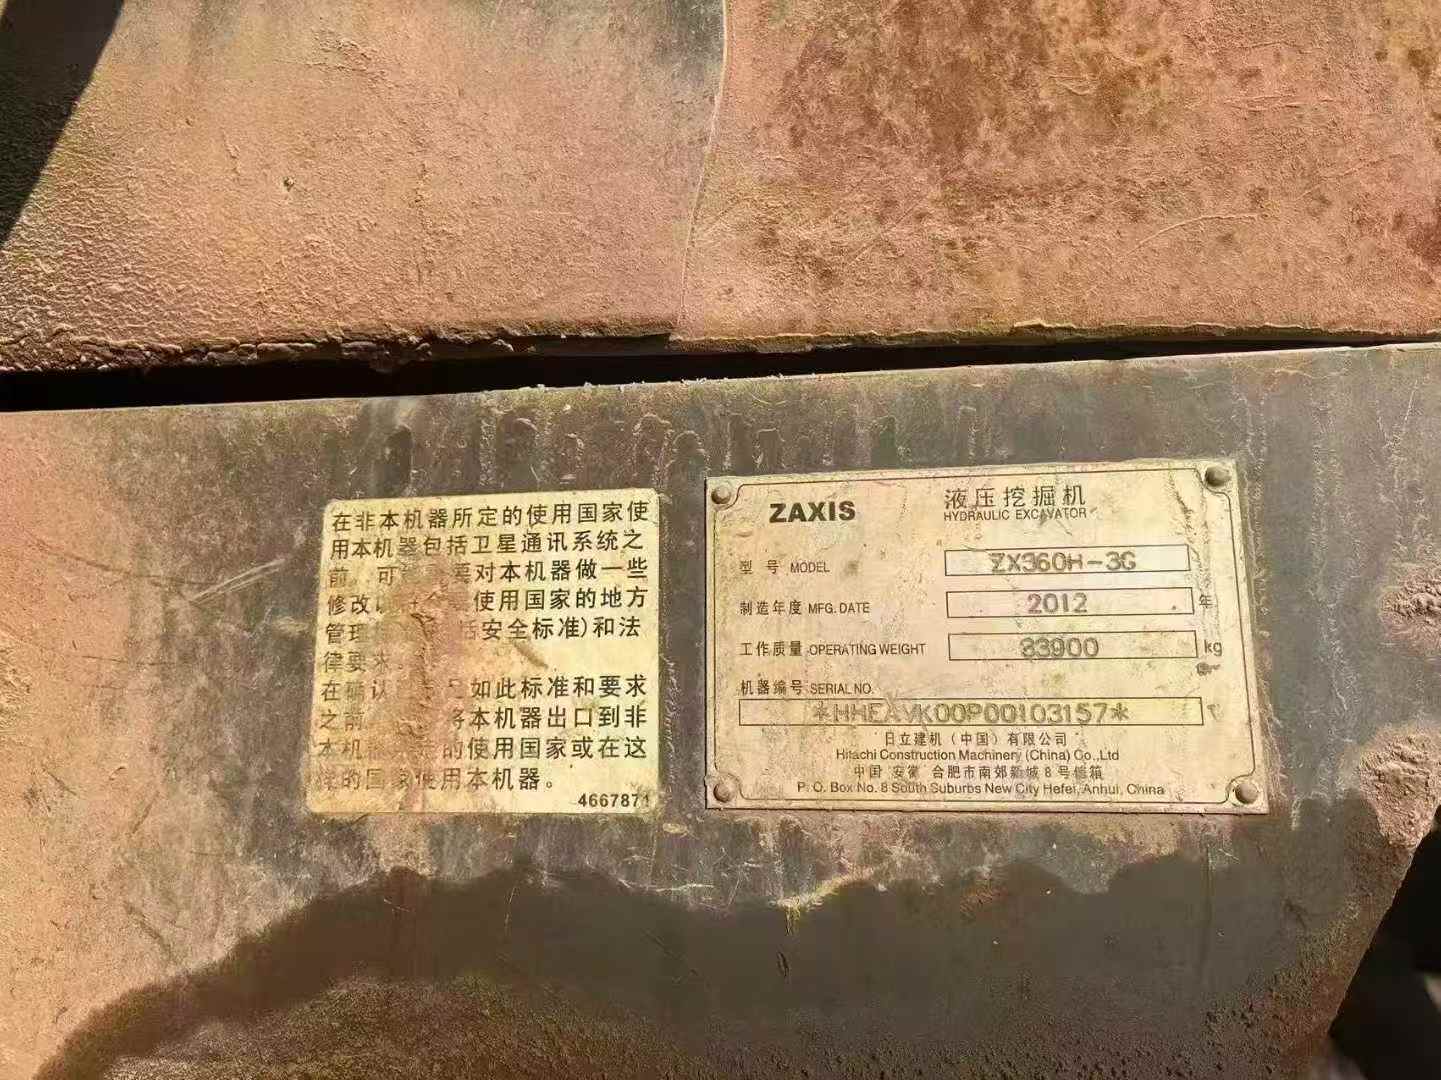 在非本机器所定的使用国家使
用本机器包括卫星通讯系统之
前 可 要对本机器做一些
修改以 使用国家的地方
管理 安全标准)和法
律要求
在确认 如此标准和要求
之前 将本机器出口到非
本机 的使用国家或在这
的国家使用本机器。
4667871
ZAXIS
液压挖掘机
HYDRAULIC EXCAVATOR
型号 MODEL ZX360H-3G
制造年度 MFG. DATE 2012 年
工作质量 OPERATING WEIGHT 33900 kg
机器编号 SERIAL NO.
*HHEAVK00P00103157*
日立建机(中国)有限公司
Hitachi Construction Machinery (China) Co.,Ltd
中国 安徽 合肥市南郊新城8号信箱
P. O. Box No. 8 South Suburbs New City Hefei, Anhui, China